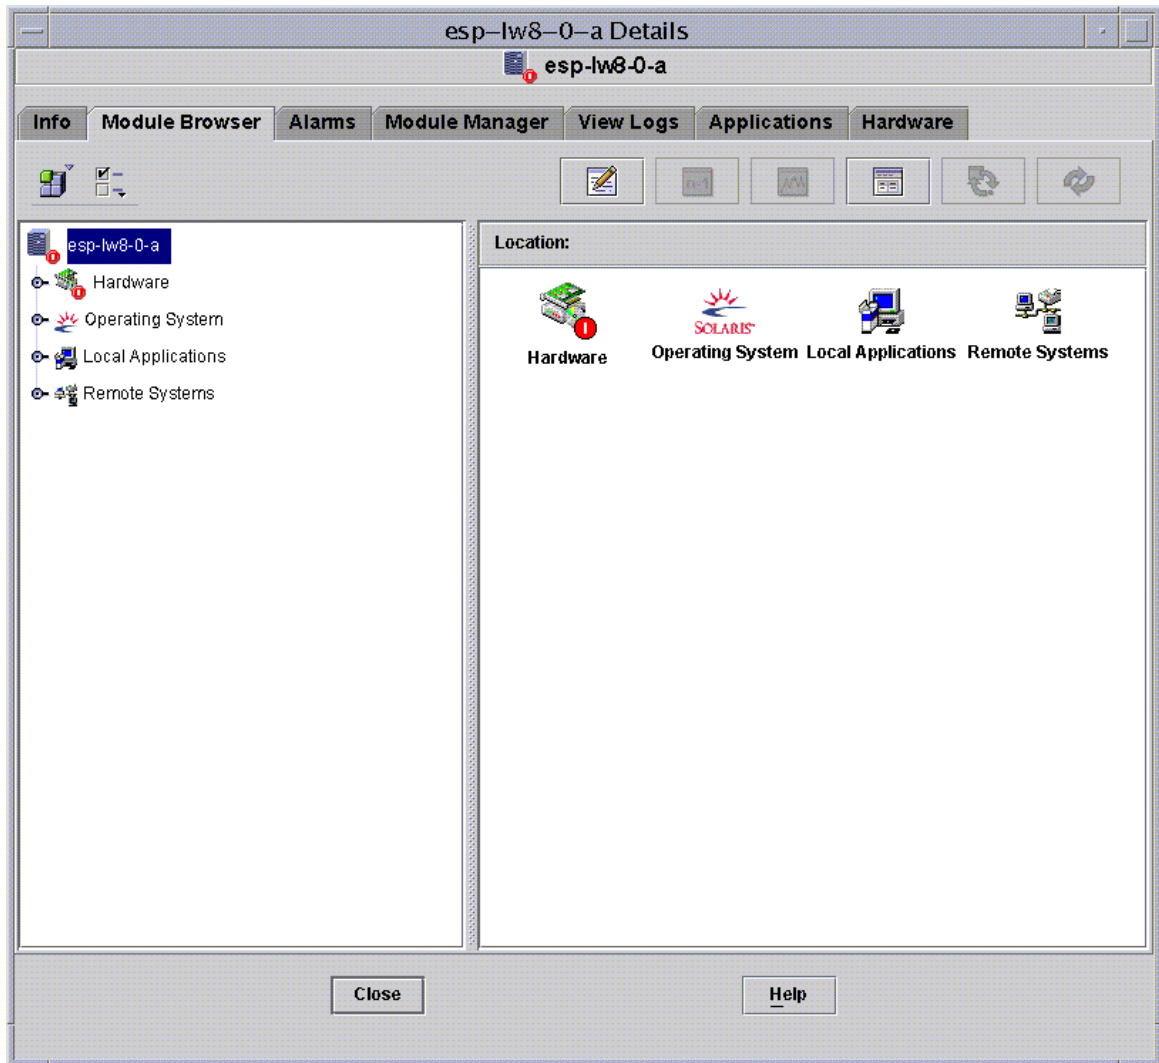 esp-lw8-0-a Details
esp-lw8-0-a
Info Module Browser Alarms Module Manager View Logs Applications Hardware
n-1
esp-lw8-0-a
Hardware
Operating System
Local Applications
Remote Systems
Location:
SOLARIS
Hardware Operating System Local Applications Remote Systems
Close Help